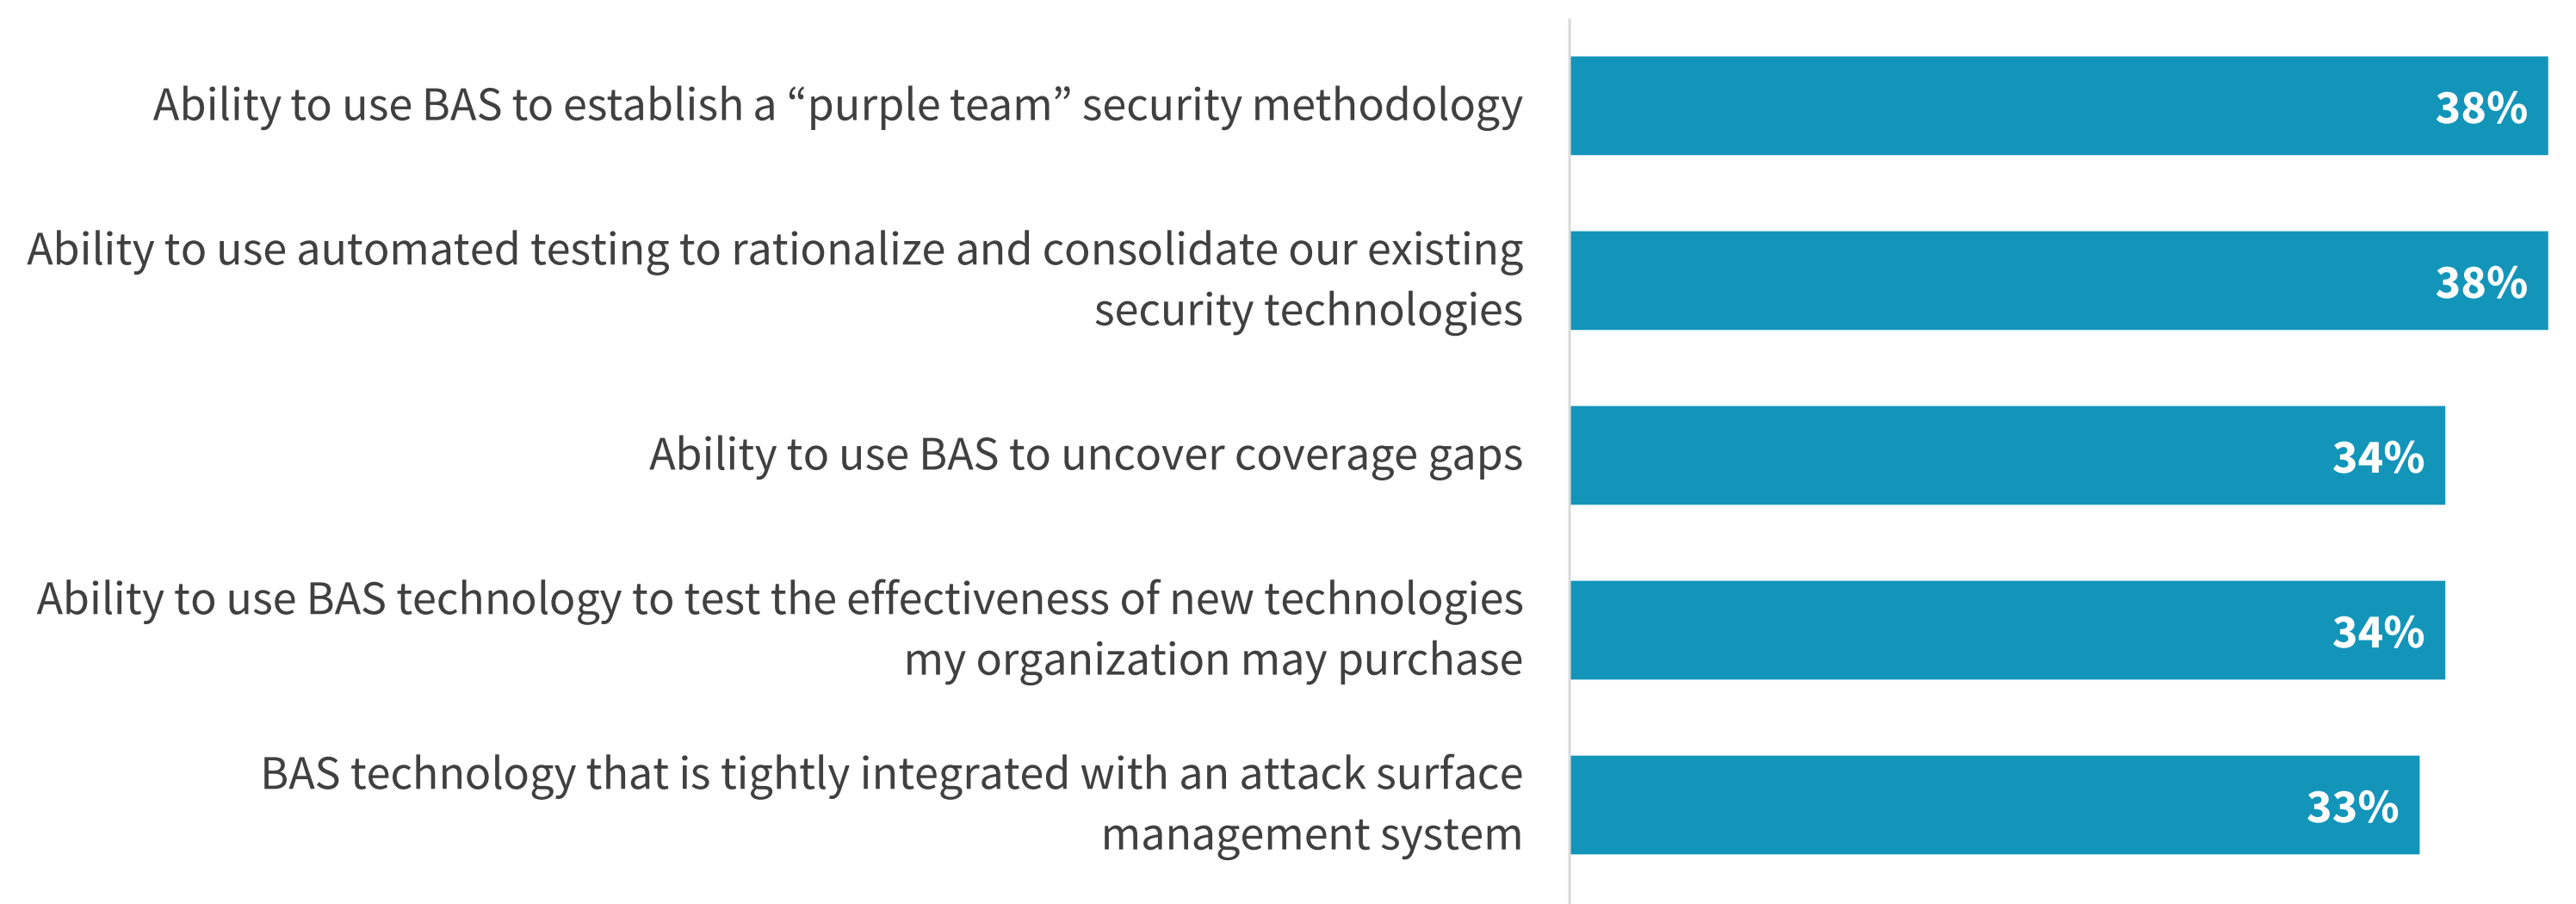 Ability to use BAS to establish a “purple team” security methodology
38%
Ability to use automated testing to rationalize and consolidate our existing
security technologies
38%
Ability to use BAS to uncover coverage gaps
34%
Ability to use BAS technology to test the effectiveness of new technologies
my organization may purchase
34%
BAS technology that is tightly integrated with an attack surface
management system
33%